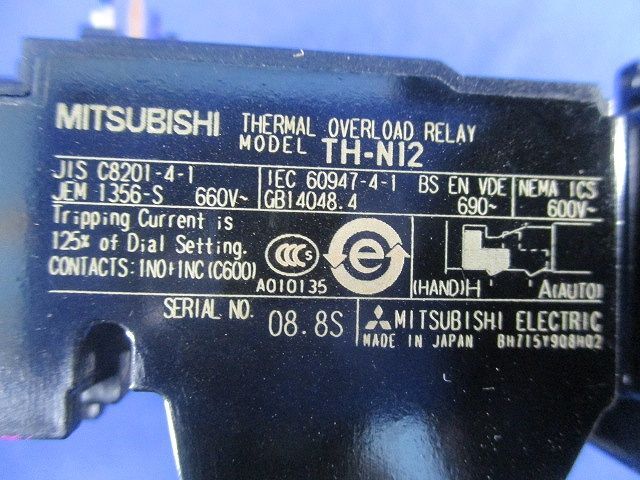 MITSUBISHI THERMAL OVERLOAD RELAY
MODEL TH-N12
JIS C8201-4-1
JEM 1356-S 660V~
IEC 60947-4-1 BS EN VDE
GB14048.4 690~
NEMA ICS
600V~
Tripping Current is
125% of Dial Setting.
CONTACTS: 1NO+1NC (C600)
CCC S
A010135
e
(HAND)H A(AUTO)
SERIAL NO. 08.8S
MITSUBISHI ELECTRIC
MADE IN JAPAN BH715Y908H02